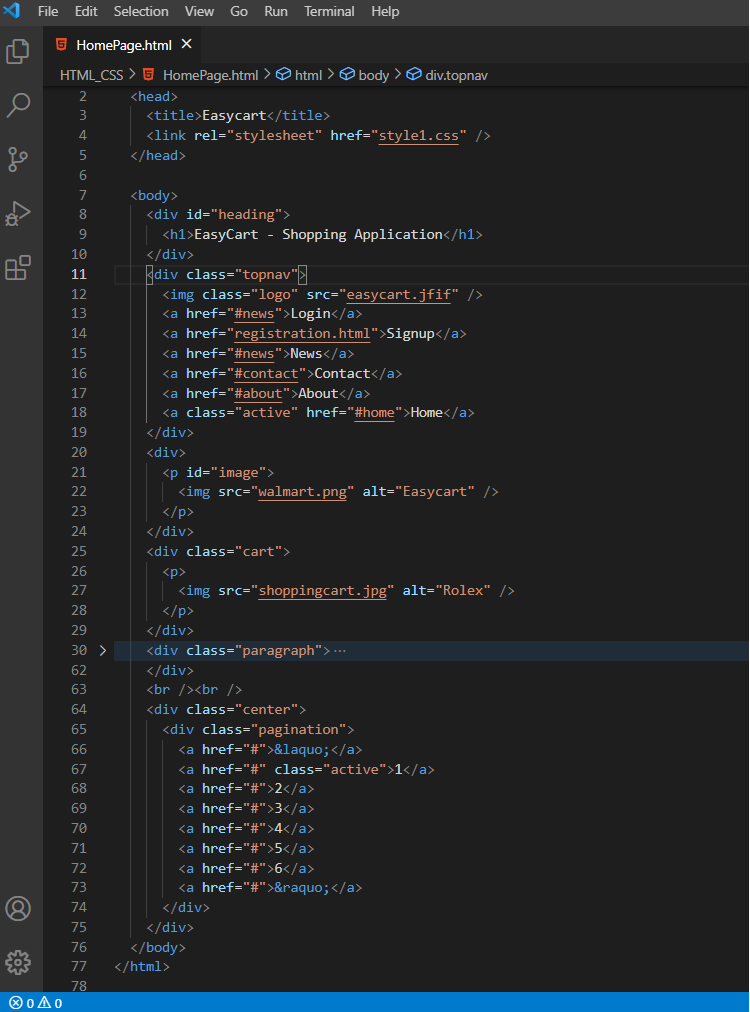 File Edit Selection View Go Run Terminal Help
HomePage.html ×
HTML_CSS > HomePage.html > html > body > div.topnav
2 <head>
3 <title>Easycart</title>
4 <link rel="stylesheet" href="style1.css" />
5 </head>
6
7 <body>
8 <div id="heading">
9 <h1>EasyCart - Shopping Application</h1>
10 </div>
11 <div class="topnav">
12 <img class="logo" src="easycart.jfif" />
13 <a href="#news">Login</a>
14 <a href="registration.html">Signup</a>
15 <a href="#news">News</a>
16 <a href="#contact">Contact</a>
17 <a href="#about">About</a>
18 <a class="active" href="#home">Home</a>
19 </div>
20 <div>
21 <p id="image">
22 <img src="walmart.png" alt="Easycart" />
23 </p>
24 </div>
25 <div class="cart">
26 <p>
27 <img src="shoppingcart.jpg" alt="Rolex" />
28 </p>
29 </div>
30 <div class="paragraph">···
62 </div>
63 <br /><br />
64 <div class="center">
65 <div class="pagination">
66 <a href="#">&laquo;</a>
67 <a href="#" class="active">1</a>
68 <a href="#">2</a>
69 <a href="#">3</a>
70 <a href="#">4</a>
71 <a href="#">5</a>
72 <a href="#">6</a>
73 <a href="#">&raquo;</a>
74 </div>
75 </div>
76 </body>
77 </html>
78
0 0